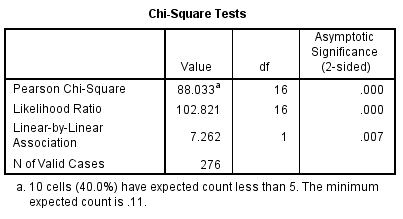 Chi-Square Tests
Value df Asymptotic Significance (2-sided)
Pearson Chi-Square 88.033a 16 .000
Likelihood Ratio 102.821 16 .000
Linear-by-Linear Association 7.262 1 .007
N of Valid Cases 276
a. 10 cells (40.0%) have expected count less than 5. The minimum
expected count is .11.